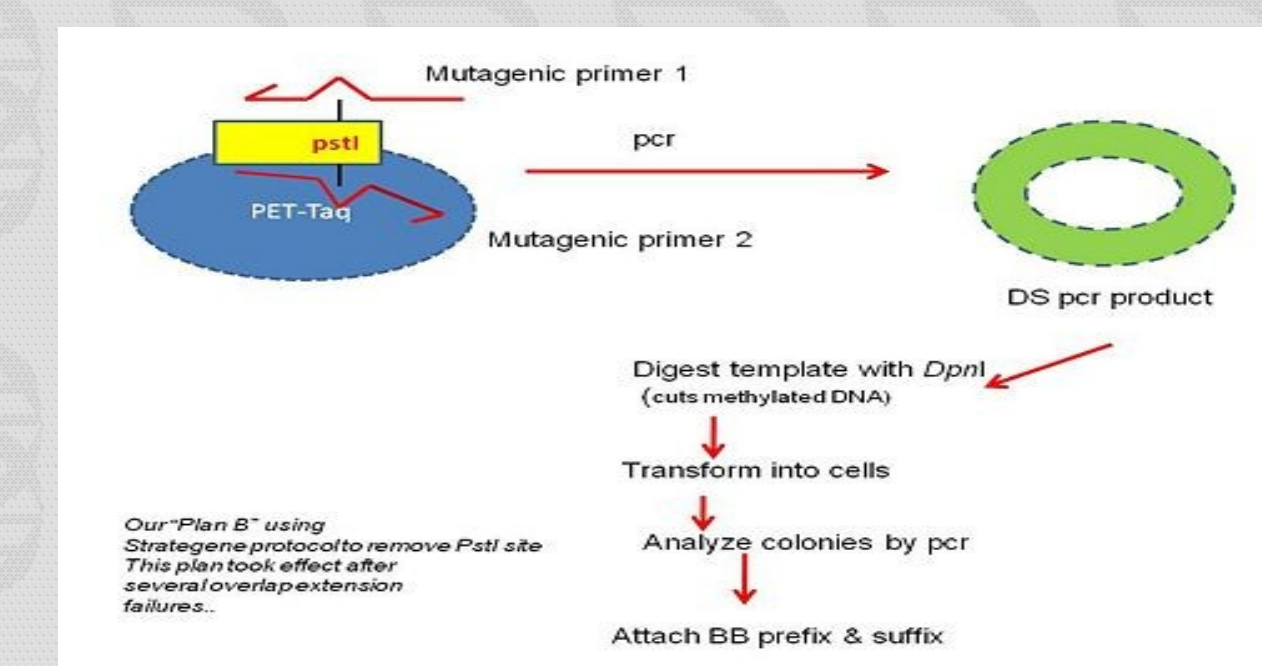 Mutagenic primer 1
pstI
pcr
PET-Taq
Mutagenic primer 2
DS pcr product
Digest template with DpnI
(cuts methylated DNA)
Transform into cells
Analyze colonies by pcr
Our "Plan B" using
Strategene protocol to remove PstI site
This plan took effect after
several overlap extension
failures..
Attach BB prefix & suffix